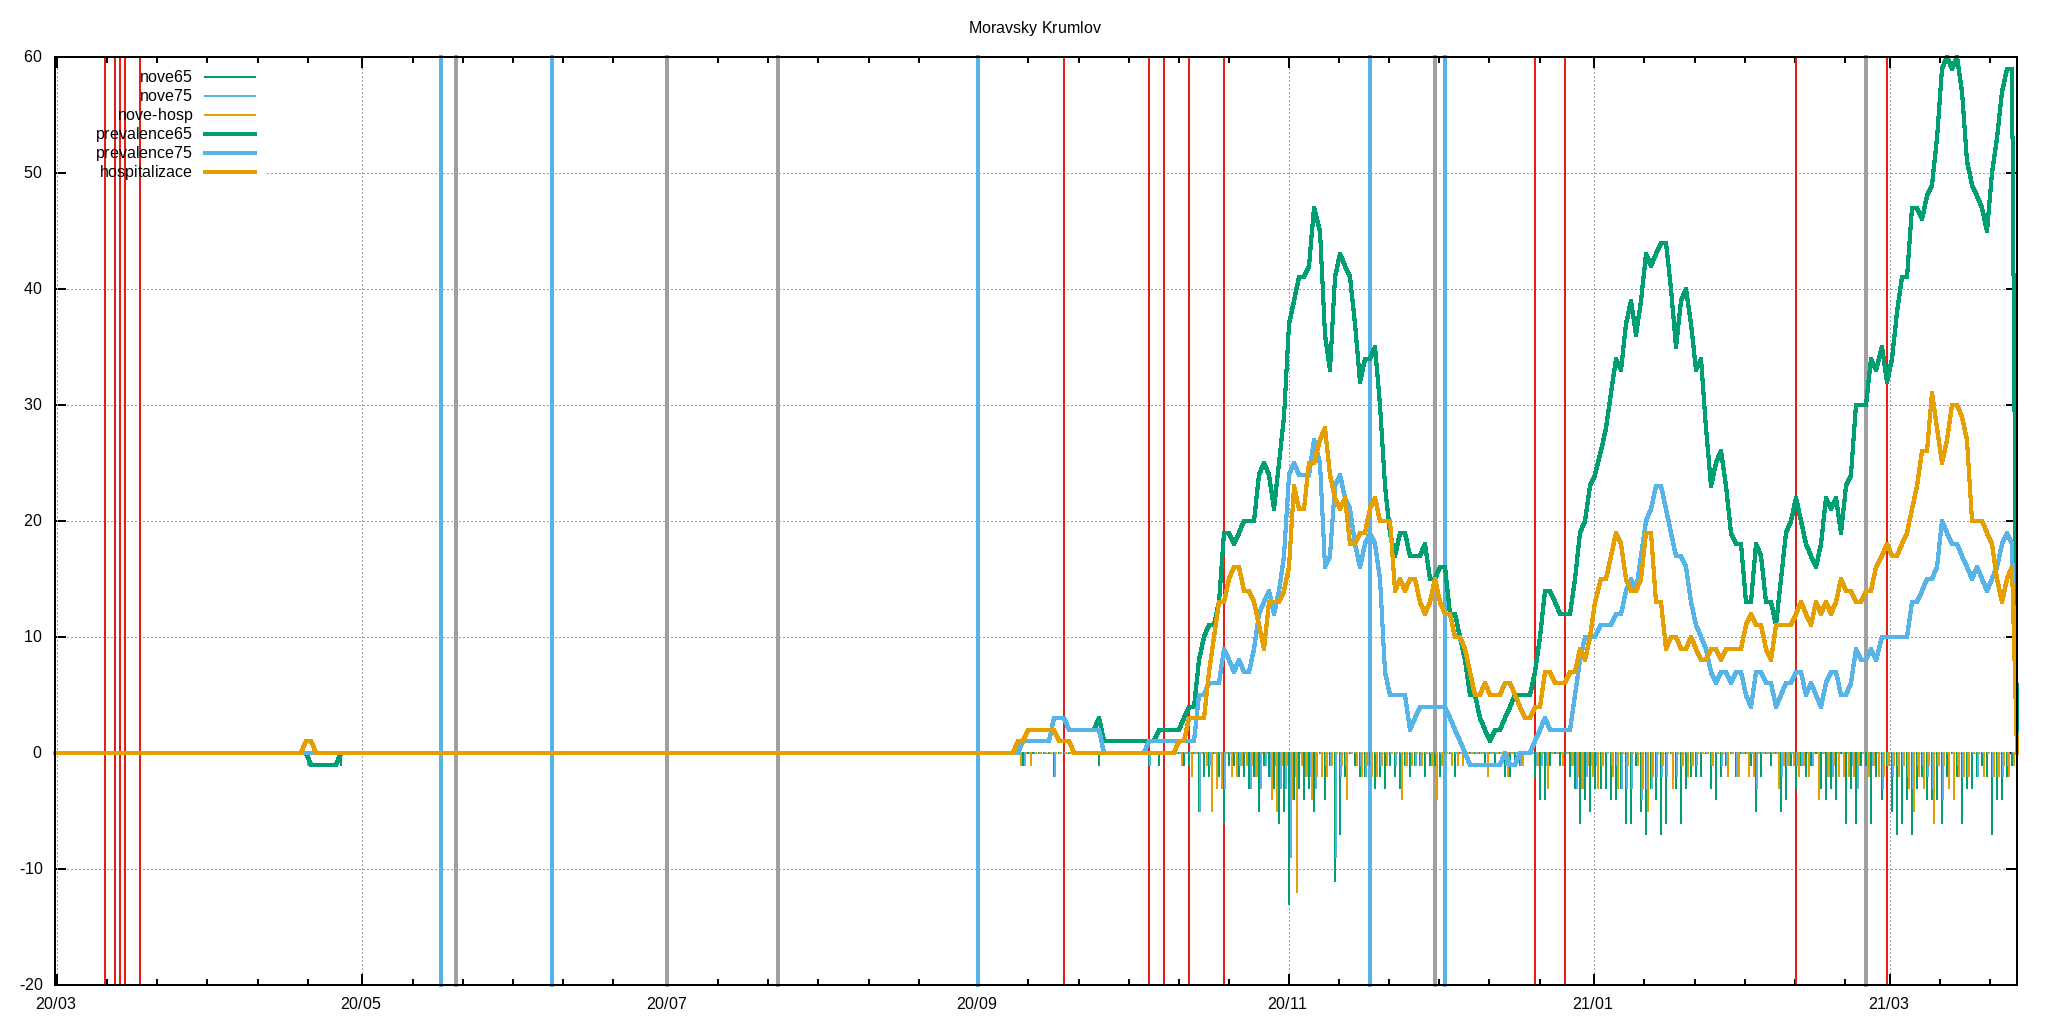 Moravsky Krumlov
60
50
40
30
20
10
0
-10
-20
nove65
nove75
nove-hosp
prevalence65
prevalence75
hospitalizace
20/03 20/05 20/07 20/09 20/11 21/01 21/03